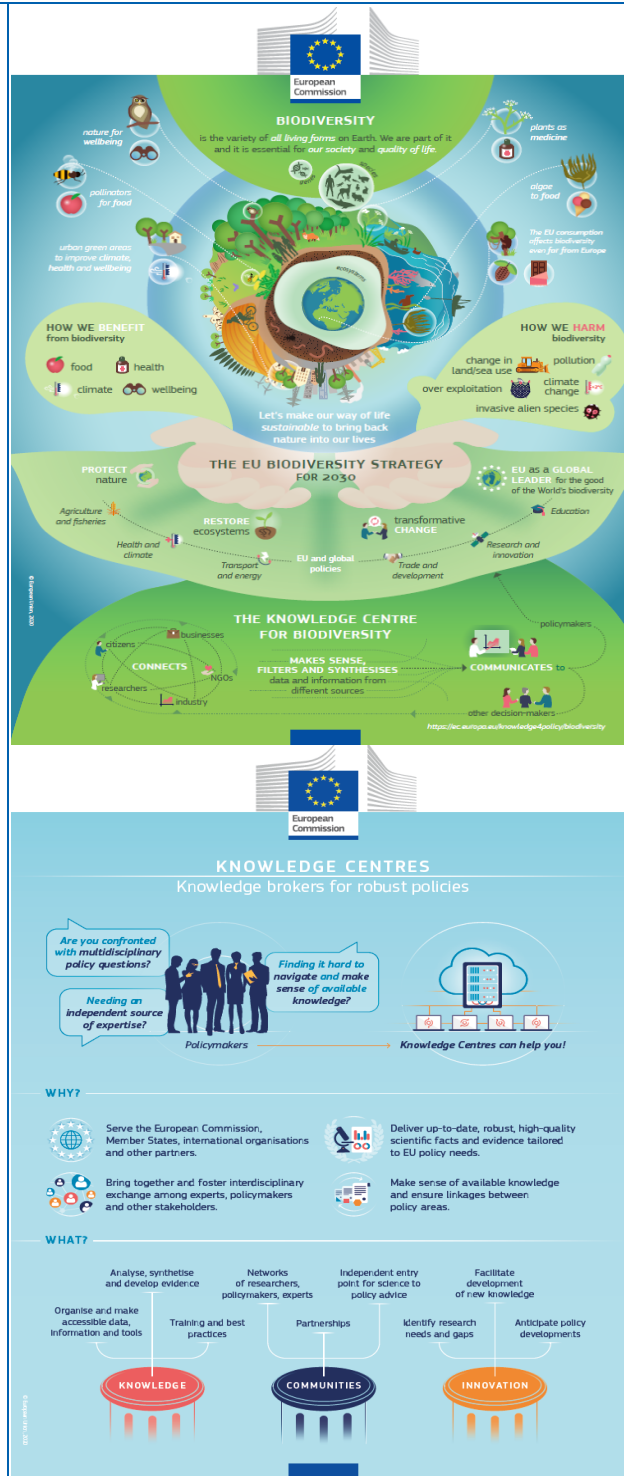 European
Commission
BIODIVERSITY
is the variety of all living forms on Earth. We are part of it
and it is essential for our society and quality of life.
nature for
wellbeing
pollinators
for food
urban green areas
to improve climate,
health and wellbeing
plants as
medicine
algae
to food
The EU consumption
effects biodiversity
even far from Europe
genes
species
ecosystems
HOW WE BENEFIT
from biodiversity
food
health
climate
wellbeing
HOW WE HARM
biodiversity
change in
land/sea use
pollution
over exploitation
climate
change
invasive alien species
Let's make our way of life
sustainable to bring back
nature into our lives
THE EU BIODIVERSITY STRATEGY
FOR 2030
PROTECT
nature
EU as a GLOBAL
LEADER for the good
of the World's biodiversity
RESTORE
ecosystems
transformative
CHANGE
Agriculture
and fisheries
Health and
climate
Transport
and energy
EU and global
policies
Trade and
development
Research and
innovation
Education
© European Union, 2020
THE KNOWLEDGE CENTRE
FOR BIODIVERSITY
citizens
businesses
CONNECTS
NGOs
researchers
industry
MAKES SENSE,
FILTERS AND SYNTHESISES
data and information from
different sources
COMMUNICATES to
policymakers
other decision-makers
https://ec.europa.eu/knowledge4policy/biodiversity
European
Commission
KNOWLEDGE CENTRES
Knowledge brokers for robust policies
Are you confronted
with multidisciplinary
policy questions?
Needing an
independent source
of expertise?
Finding it hard to
navigate and make
sense of available
knowledge?
Policymakers
Knowledge Centres can help you!
WHY?
Serve the European Commission,
Member States, international organisations
and other partners.
Deliver up-to-date, robust, high-quality
scientific facts and evidence tailored
to EU policy needs.
Bring together and foster interdisciplinary
exchange among experts, policymakers
and other stakeholders.
Make sense of available knowledge
and ensure linkages between
policy areas.
WHAT?
Analyse, synthetise
and develop evidence
Organise and make
accessible data,
information and tools
Training and best
practices
KNOWLEDGE
Networks
of researchers,
policymakers, experts
Independent entry
point for science to
policy advice
Partnerships
COMMUNITIES
Facilitate
development
of new knowledge
Identify research
needs and gaps
Anticipate policy
developments
INNOVATION
© European Union, 2020